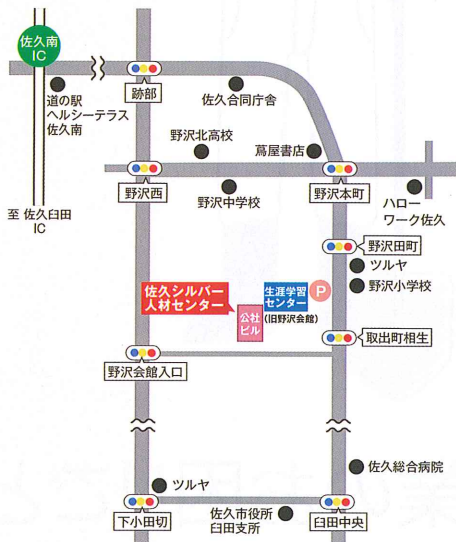 佐久南
IC
道の駅
ヘルシーテラス
佐久南
跡部
佐久合同庁舎
野沢北高校
蔦屋書店
野沢西
野沢中学校
野沢本町
ハロー
ワーク佐久
至 佐久臼田
IC
野沢田町
ツルヤ
野沢小学校
佐久シルバー
人材センター
公社
ビル
生涯学習
センター
(旧野沢会館)
P
取出町相生
野沢会館入口
佐久総合病院
ツルヤ
下小田切
佐久市役所
臼田支所
臼田中央